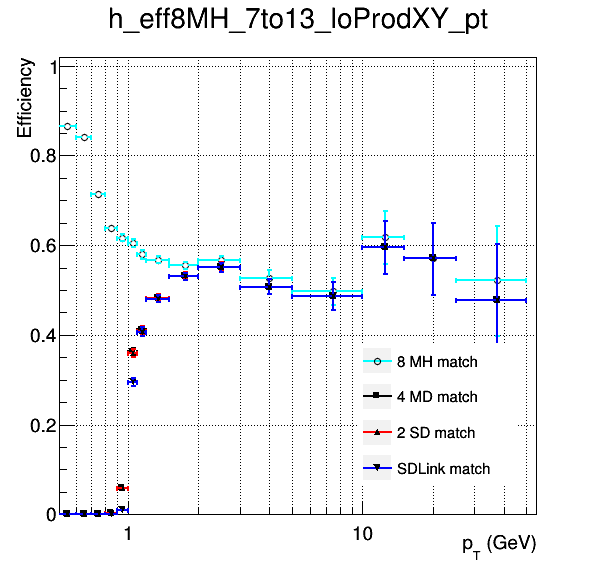 h_eff8MH_7to13_loProdXY_pt
Efficiency
1
0.8
0.6
0.4
0.2
0
8 MH match
4 MD match
2 SD match
SDLink match
1
10
p_T (GeV)